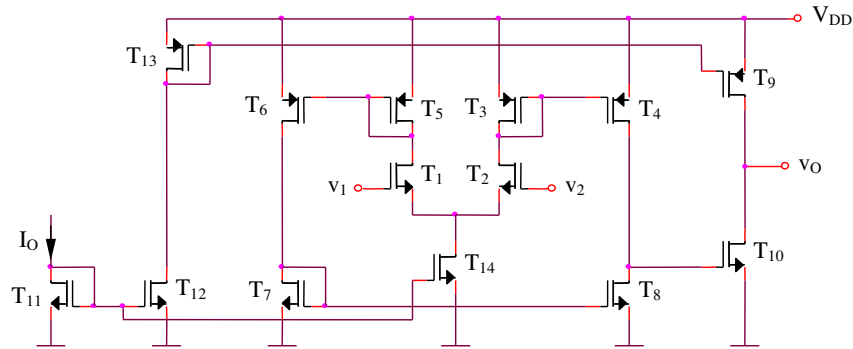 V_DD
T_13
T_9
T_6
T_5
T_3
T_4
v_O
v_1
T_1
T_2
v_2
I_O
T_14
T_10
T_11
T_12
T_7
T_8